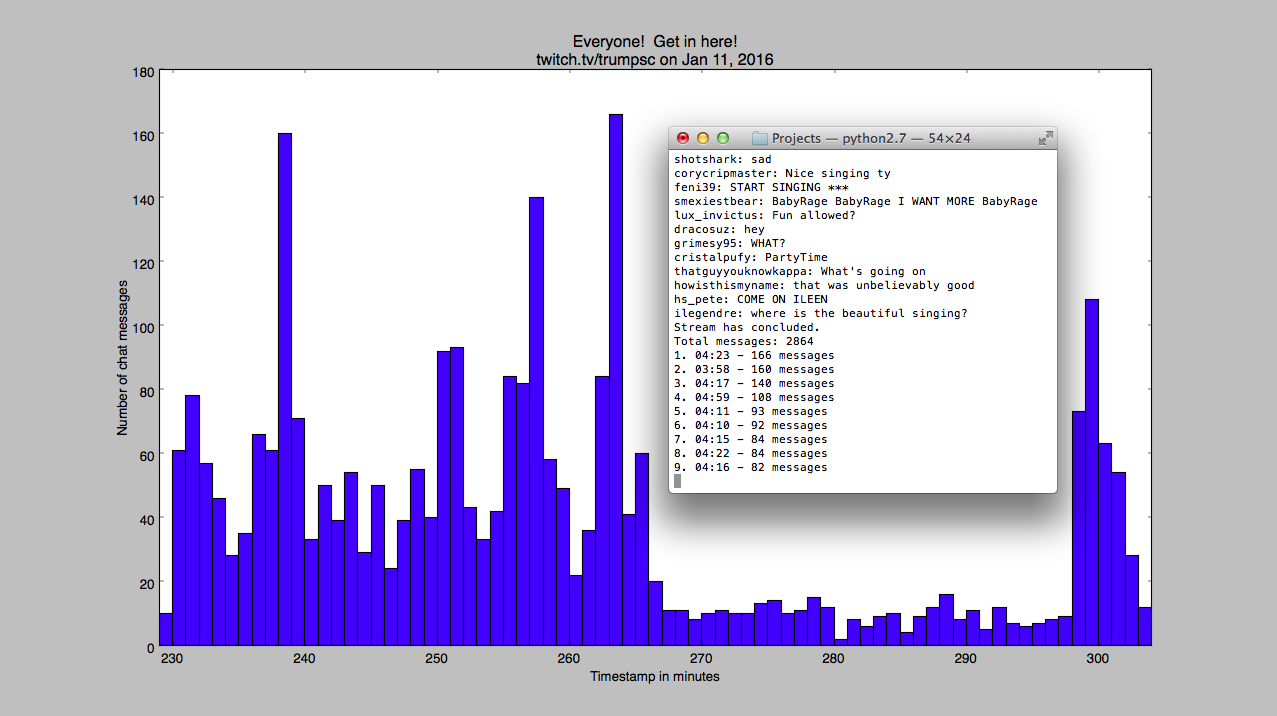 Everyone!  Get in here!
twitch.tv/trumpsc on Jan 11, 2016
180
160
140
120
100
80
60
40
20
0
Number of chat messages
230
240
250
260
270
280
290
300
Timestamp in minutes
Projects — python2.7 — 54×24
shotshark: sad
corycripmaster: Nice singing ty
feni39: START SINGING ***
smexiestbear: BabyRage BabyRage I WANT MORE BabyRage
lux_invictus: Fun allowed?
dracosuz: hey
grimesy95: WHAT?
cristalpufy: PartyTime
thatguyyouknowkappa: What's going on
howisthismyname: that was unbelievably good
hs_pete: COME ON ILEEN
ilegendre: where is the beautiful singing?
Stream has concluded.
Total messages: 2864
1. 04:23 - 166 messages
2. 03:58 - 160 messages
3. 04:17 - 140 messages
4. 04:59 - 108 messages
5. 04:11 - 93 messages
6. 04:10 - 92 messages
7. 04:15 - 84 messages
8. 04:22 - 84 messages
9. 04:16 - 82 messages